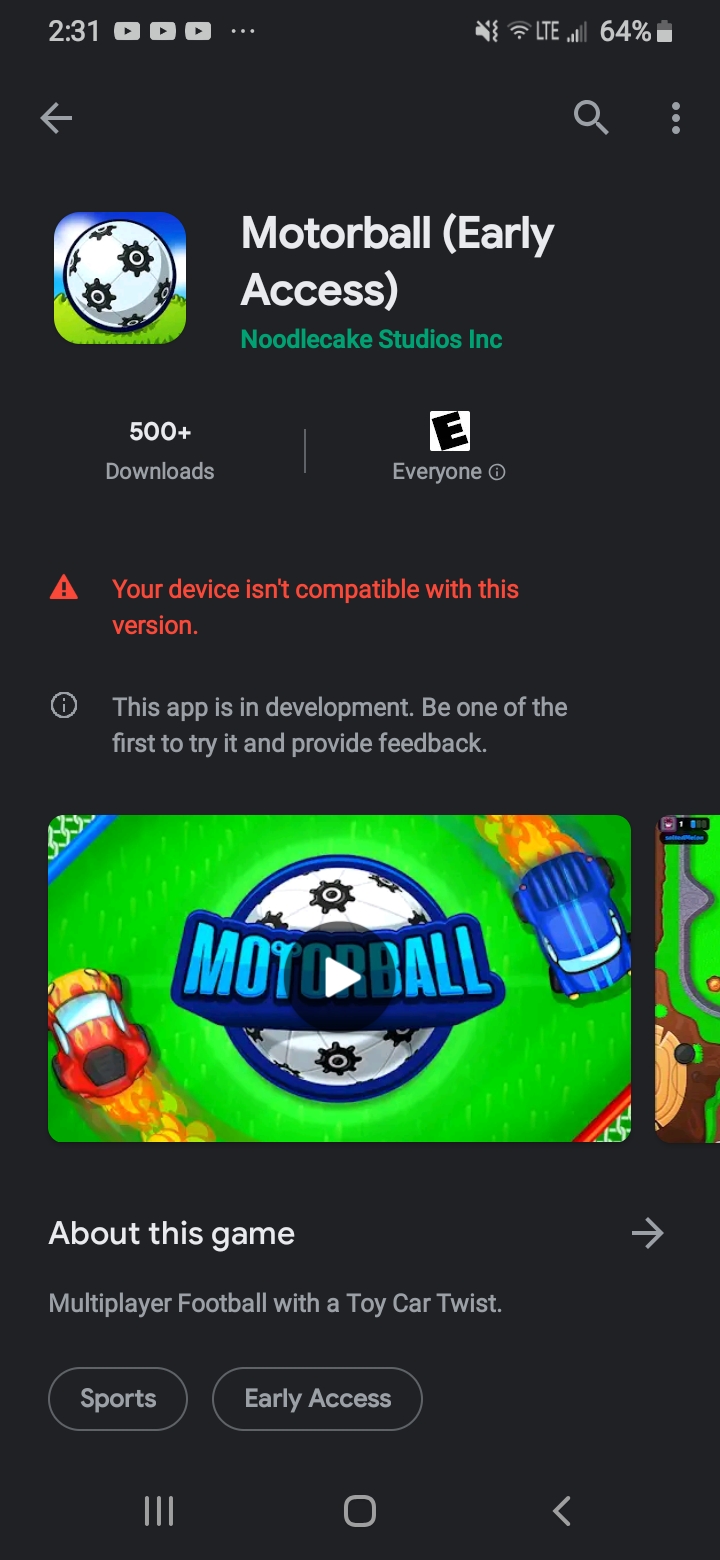 2:31
LTE 64%
Motorball (Early
Access)
Noodlecake Studios Inc
500+
Downloads
E
Everyone
Your device isn't compatible with this
version.
This app is in development. Be one of the
first to try it and provide feedback.
MOTORBALL
1
About this game
Multiplayer Football with a Toy Car Twist.
Sports
Early Access